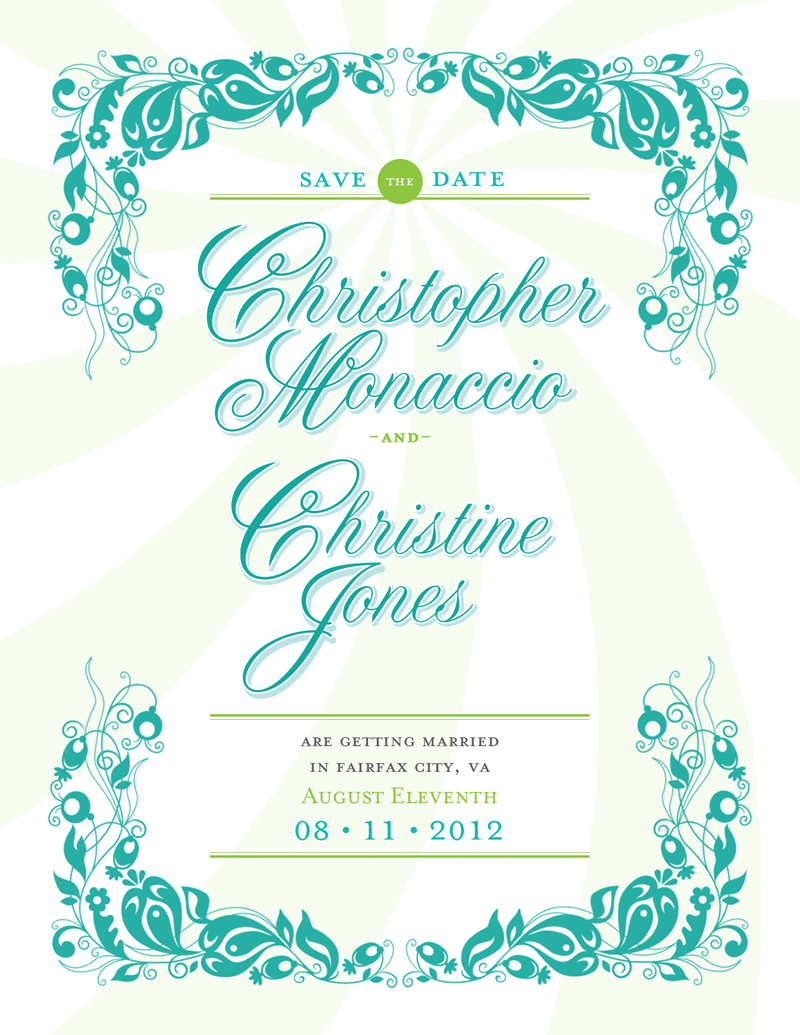 SAVE THE DATE
Christopher
Monaccio
–AND–
Christine
Jones
ARE GETTING MARRIED
IN FAIRFAX CITY, VA
August Eleventh
08 • 11 • 2012